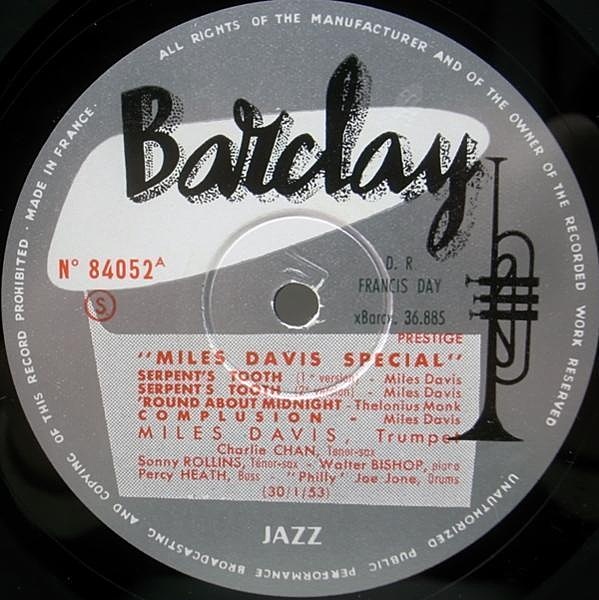 ALL RIGHTS OF THE MANUFACTURER AND OF THE OWNER OF THE RECORDED WORK RESERVED
UNAUTHORIZED PUBLIC PERFORMANCE BROADCASTING AND COPYING OF THIS RECORD PROHIBITED · MADE IN FRANCE ·
Barclay
N° 84052ᴬ
S
D. R
FRANCIS DAY
xBarcx. 36.885
PRESTIGE
"MILES DAVIS SPECIAL"
SERPENT'S TOOTH (1ʳᵉ version) - Miles Davis
SERPENT'S TOOTH (2ᵉ version) - Miles Davis
'ROUND ABOUT MIDNIGHT - Thelonius Monk
COMPLUSION - Miles Davis
MILES DAVIS, Trumpe
Charlie CHAN, Ténor-sax
Sonny ROLLINS, Ténor-sax - Walter BISHOP, piano
Percy HEATH, Bass - "Philly" Joe Jone, Drums
(30/1/53)
JAZZ